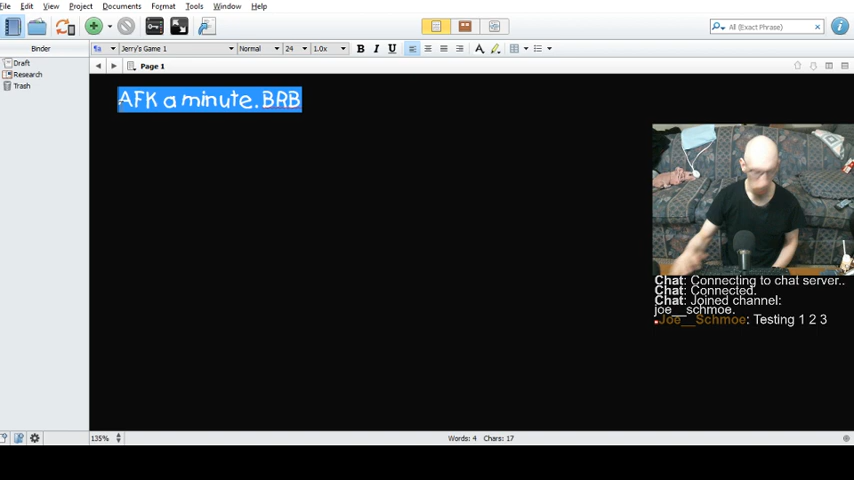 File Edit View Project Documents Format Tools Window Help
All (Exact Phrase)
Binder
Jerry's Game 1 Normal 24 1.0x B I U A
Draft
Research
Trash
Page 1
AFK a minute. BRB
Chat: Connecting to chat server..
Chat: Connected.
Chat: Joined channel:
joe__schmoe.
Joe__Schmoe: Testing 1 2 3
135%
Words: 4 Chars: 17